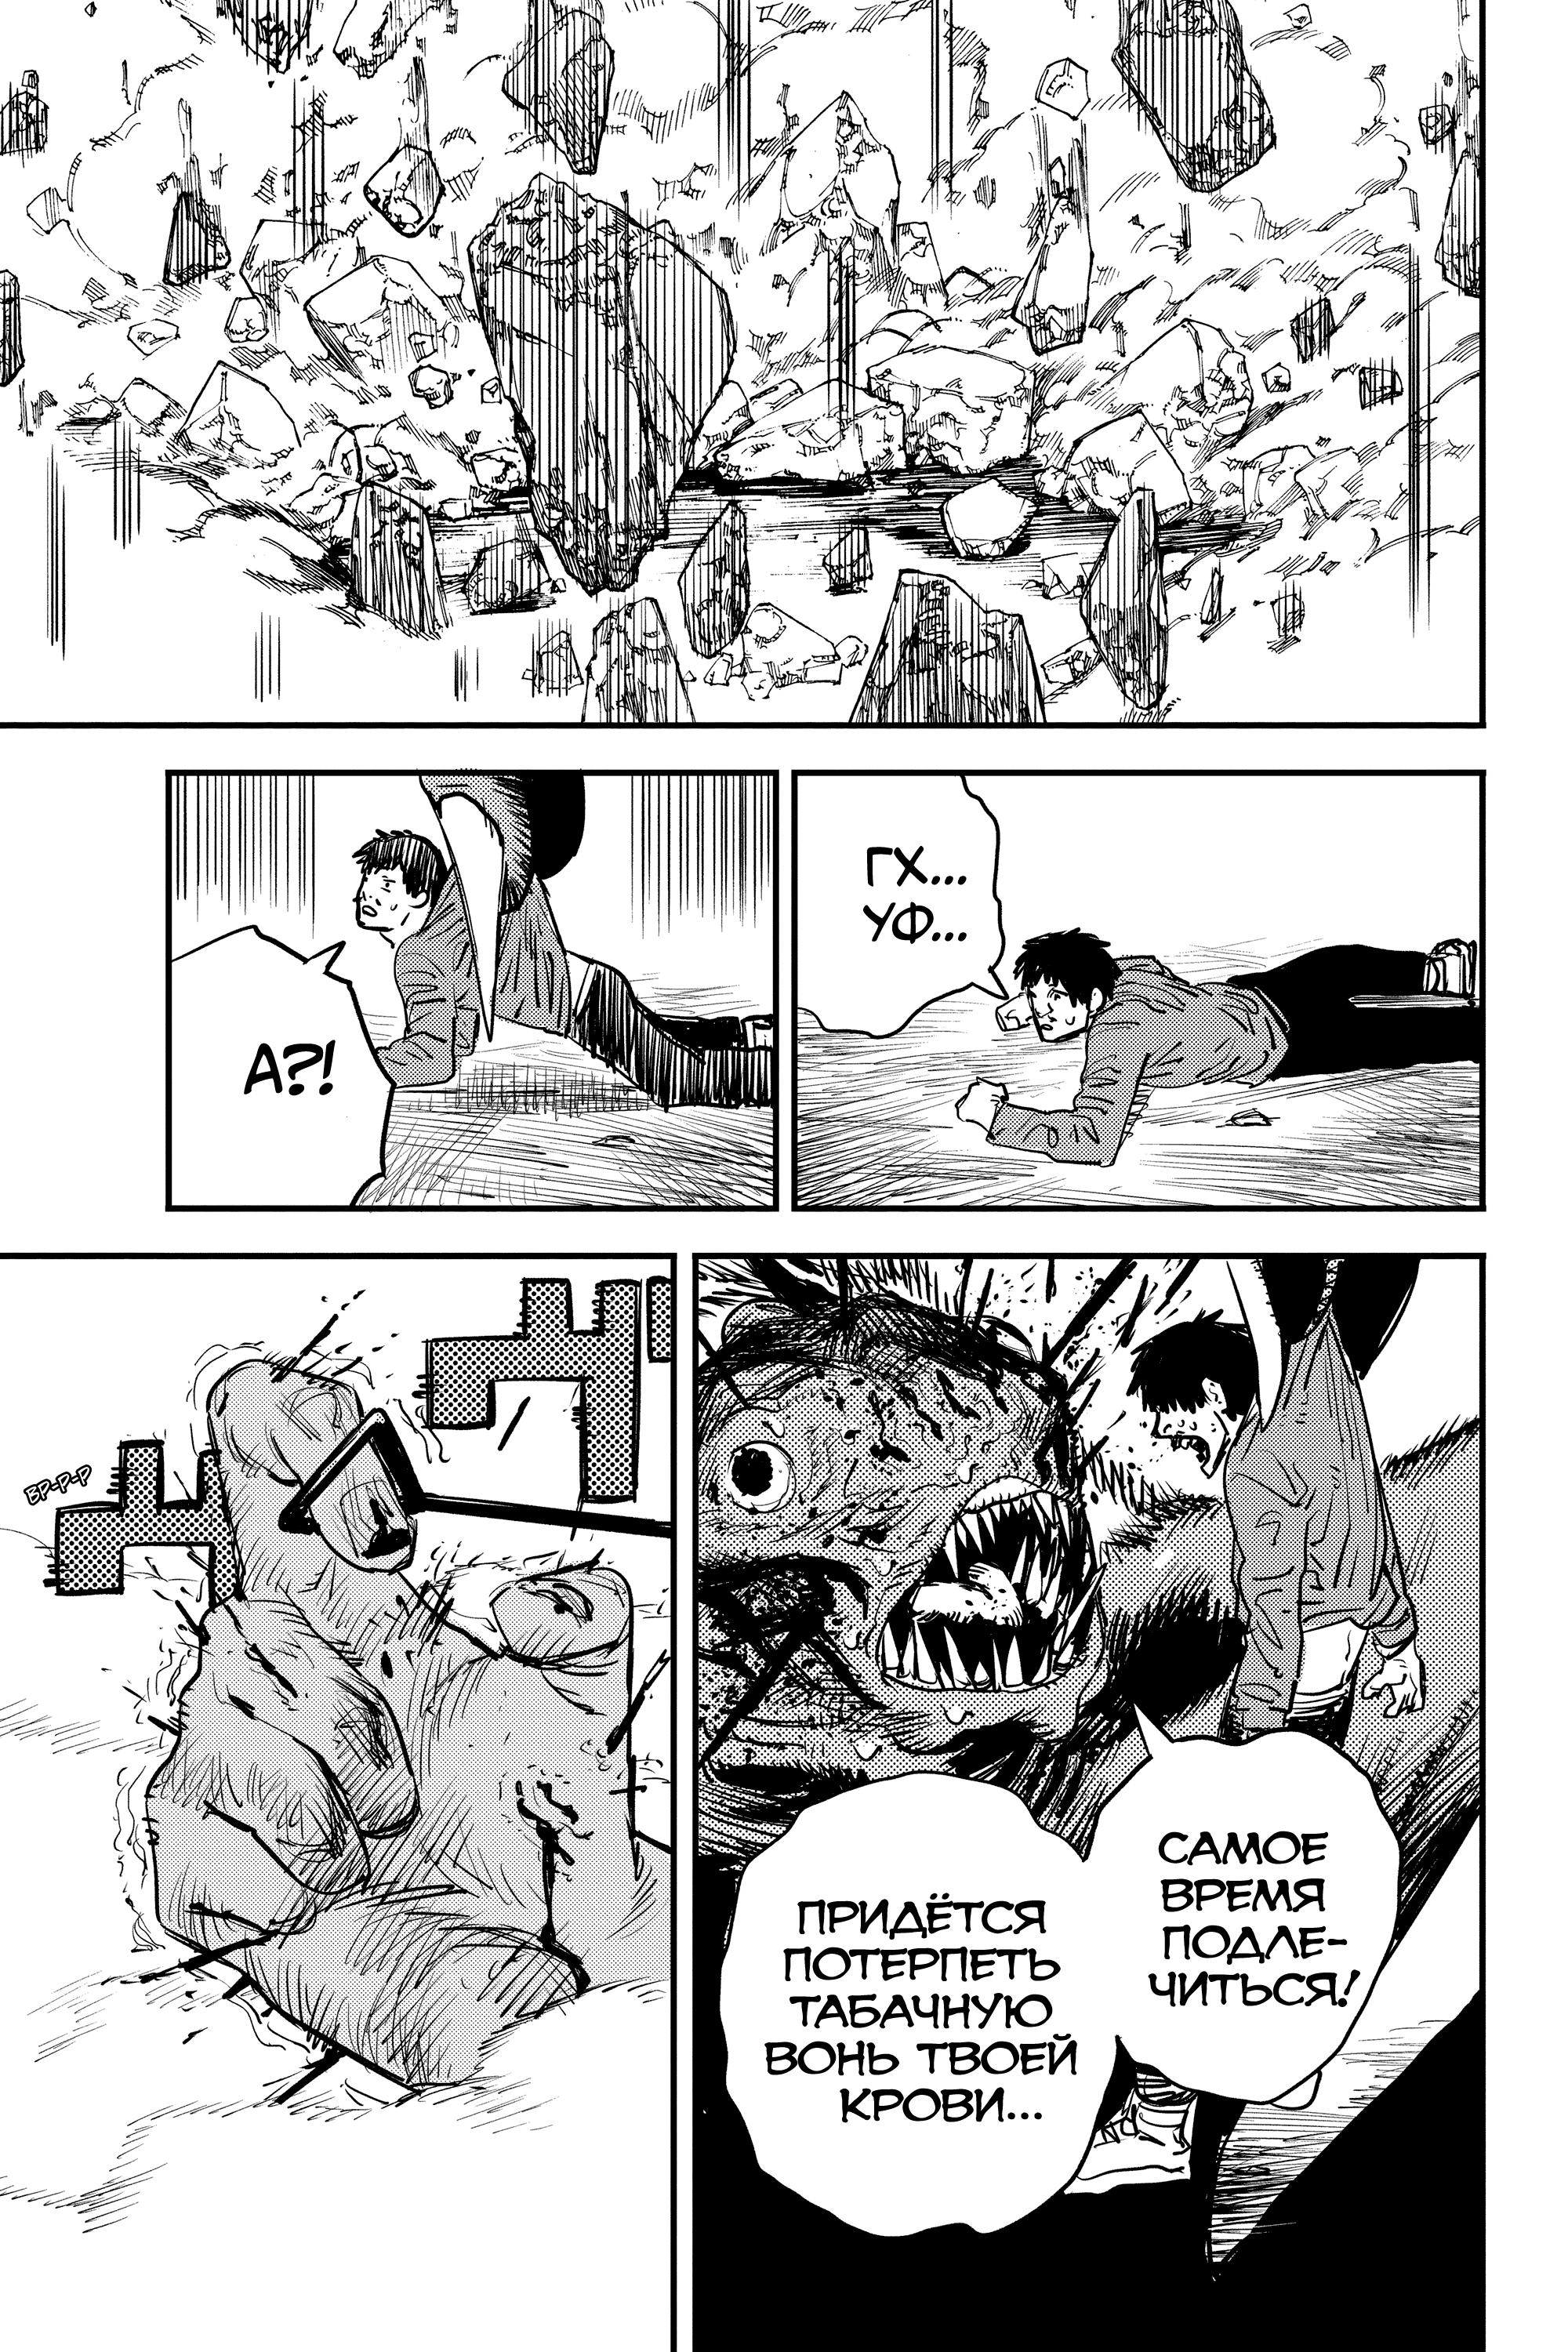 ГХ...
УФ...
А?!
САМОЕ
ВРЕМЯ
ПОДЛЕ-
ЧИТЬСЯ!
ПРИДЁТСЯ
ПОТЕРПЕТЬ
ТАБАЧНУЮ
ВОНЬ ТВОЕЙ
КРОВИ...
ВР-Р-Р